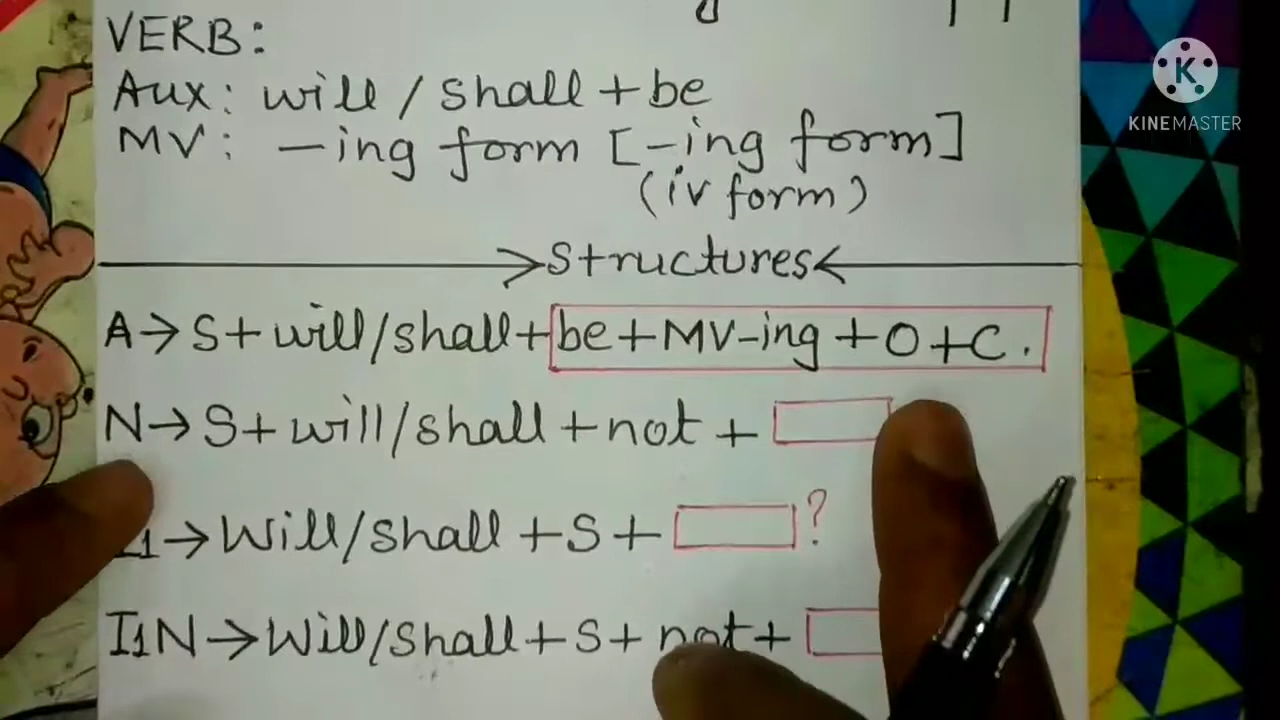 VERB:
Aux: will / shall + be
MV: -ing form [-ing form]
(iv form)
Structures
A→ S+ will/shall+be+MV-ing+O+C.
N→ S+ will/shall +not +
→ Will/shall +S+ ?
I1N → Will/shall + S+ not+
K
KINEMASTER